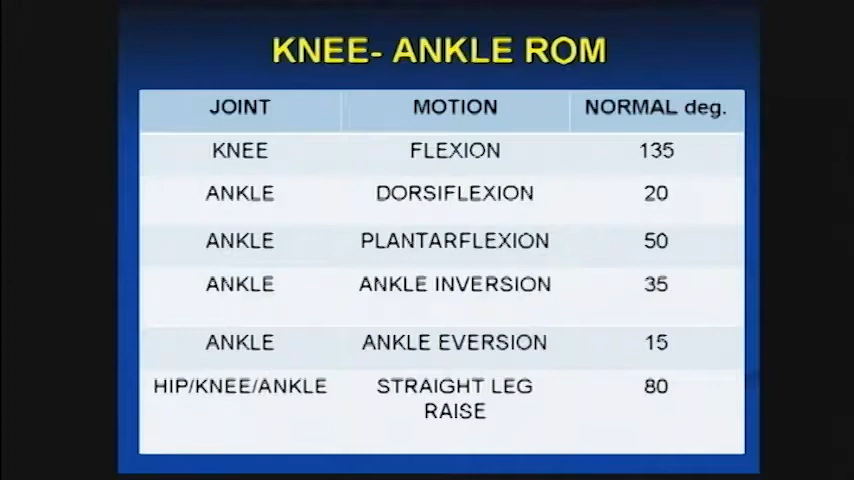 KNEE- ANKLE ROM
JOINT MOTION NORMAL deg.
KNEE FLEXION 135
ANKLE DORSIFLEXION 20
ANKLE PLANTARFLEXION 50
ANKLE ANKLE INVERSION 35
ANKLE ANKLE EVERSION 15
HIP/KNEE/ANKLE STRAIGHT LEG 80
RAISE